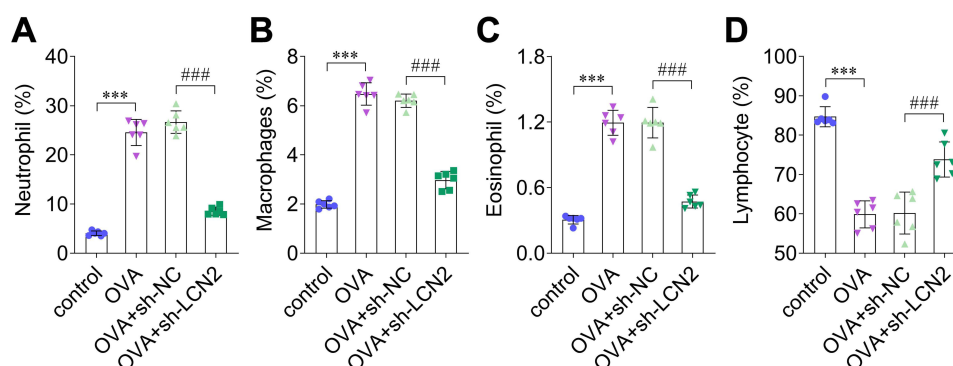 A
Neutrophil (%)
40
30
20
10
0
***
###
control
OVA
OVA+sh-NC
OVA+sh-LCN2
B
Macrophages (%)
8
6
4
2
0
***
###
control
OVA
OVA+sh-NC
OVA+sh-LCN2
C
Eosinophil (%)
1.8
1.2
0.6
0.0
***
###
control
OVA
OVA+sh-NC
OVA+sh-LCN2
D
Lymphocyte (%)
100
90
80
70
60
50
***
###
control
OVA
OVA+sh-NC
OVA+sh-LCN2